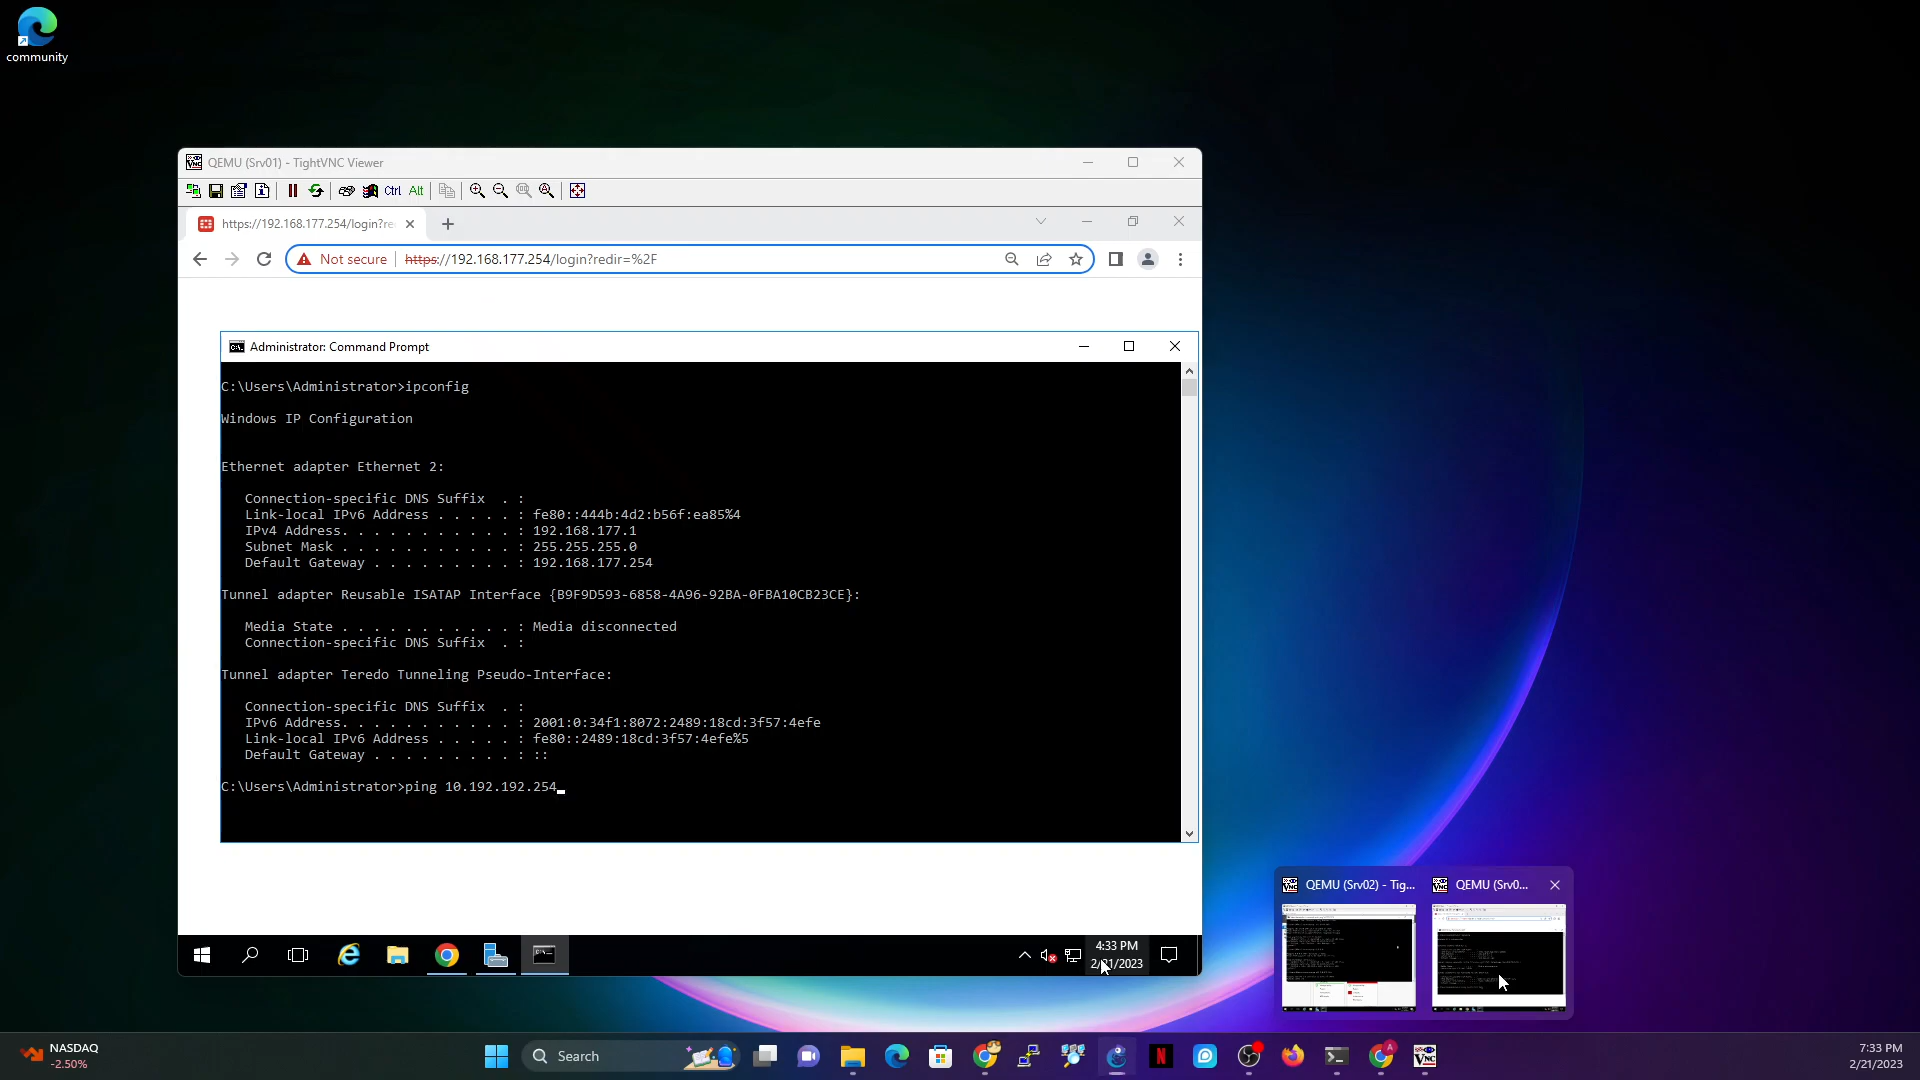 community
QEMU (Srv01) - TightVNC Viewer
Ctrl
Alt
https://192.168.177.254/login?re
Not secure
https://192.168.177.254/login?redir=%2F
Administrator: Command Prompt
C:\Users\Administrator>ipconfig
Windows IP Configuration
Ethernet adapter Ethernet 2:
Connection-specific DNS Suffix  . :
Link-local IPv6 Address . . . . . : fe80::444b:4d2:b56f:ea85%4
IPv4 Address. . . . . . . . . . . : 192.168.177.1
Subnet Mask . . . . . . . . . . . : 255.255.255.0
Default Gateway . . . . . . . . . : 192.168.177.254
Tunnel adapter Reusable ISATAP Interface {B9F9D593-6858-4A96-92BA-0FBA10CB23CE}:
Media State . . . . . . . . . . . : Media disconnected
Connection-specific DNS Suffix  . :
Tunnel adapter Teredo Tunneling Pseudo-Interface:
Connection-specific DNS Suffix  . :
IPv6 Address. . . . . . . . . . . : 2001:0:34f1:8072:2489:18cd:3f57:4efe
Link-local IPv6 Address . . . . . : fe80::2489:18cd:3f57:4efe%5
Default Gateway . . . . . . . . . : ::
C:\Users\Administrator>ping 10.192.192.254_
QEMU (Srv02) - Tig...
QEMU (Srv0...
4:33 PM
2/21/2023
NASDAQ
-2.50%
Search
7:33 PM
2/21/2023